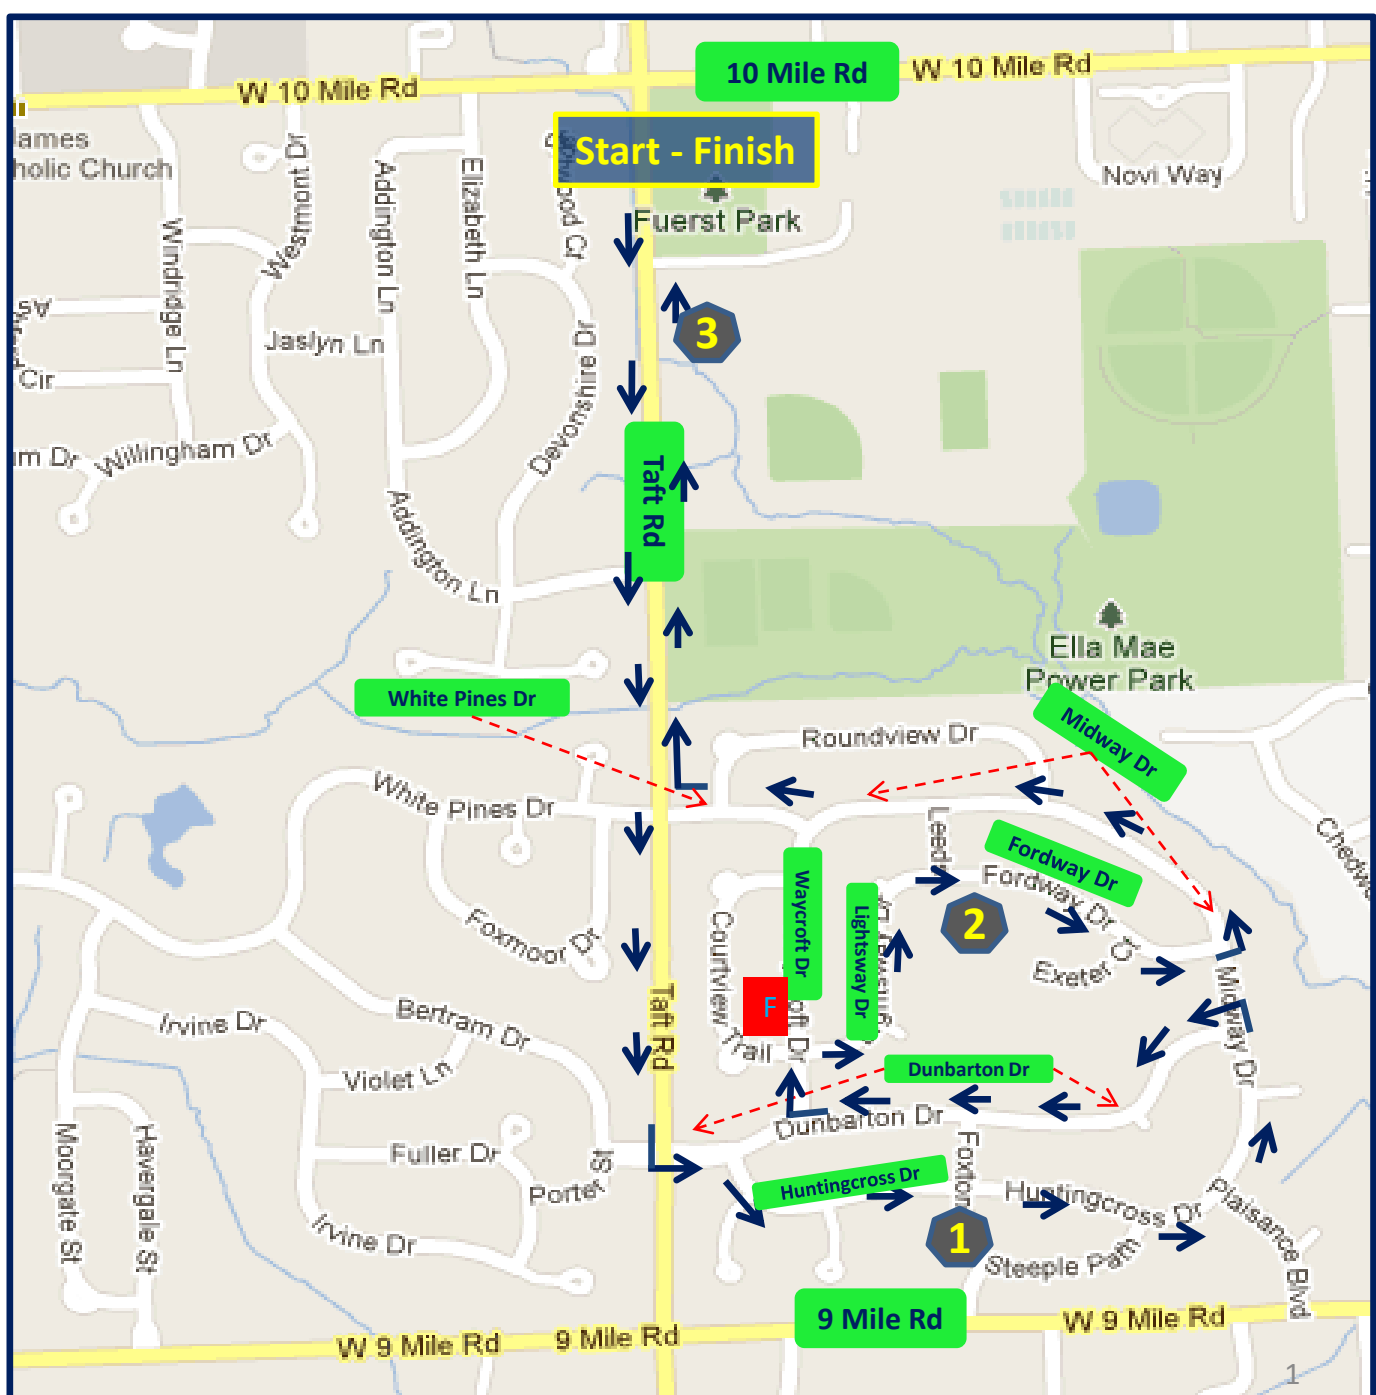 10 Mile Rd
W 10 Mile Rd
W 10 Mile Rd
Start - Finish
Fuerst Park
Novi Way
holic Church
Westmont Dr
Windridge Ln
Addington Ln
Elizabeth Ln
Jaslyn Ln
Devonshire Dr
Cir
Willingham Dr
3
Taft Rd
Addington Ln
Ella Mae
Power Park
White Pines Dr
Midway Dr
Roundview Dr
White Pines Dr
Fordway Dr
Fordway Dr
Waycroft Dr
Lightsway Dr
2
Foxmoor Dr
Courtview
Trail
Exeter Ct
F
Midway Dr
Taft Rd
Irvine Dr
Bertram Dr
Violet Ln
Dunbarton Dr
Dunbarton Dr
Moorgate St
Havergale St
Fuller Dr
Porter St
Huntingcross Dr
Huntingcross Dr
Foxton
1
Irvine Dr
Steeple Path
Plaisance Blvd
9 Mile Rd
W 9 Mile Rd
9 Mile Rd
W 9 Mile Rd
1